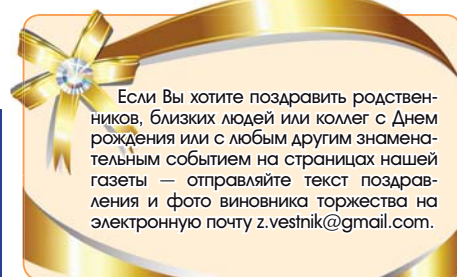 Если Вы хотите поздравить родствен-
ников, близких людей или коллег с Днем
рождения или с любым другим знамена-
тельным событием на страницах нашей
газеты — отправляйте текст поздрав-
ления и фото виновника торжества на
электронную почту z.vestnik@gmail.com.